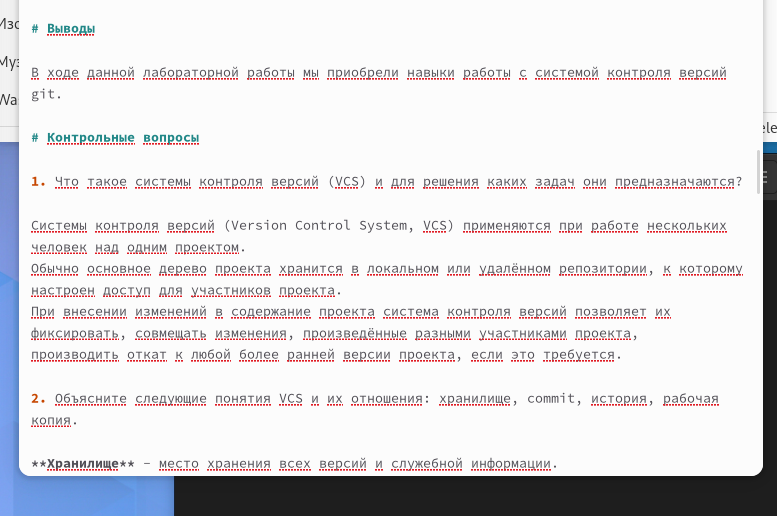 # Выводы
В ходе данной лабораторной работы мы приобрели навыки работы с системой контроля версий
git.
# Контрольные вопросы
1. Что такое системы контроля версий (VCS) и для решения каких задач они предназначаются?
Системы контроля версий (Version Control System, VCS) применяются при работе нескольких
человек над одним проектом.
Обычно основное дерево проекта хранится в локальном или удалённом репозитории, к которому
настроен доступ для участников проекта.
При внесении изменений в содержание проекта система контроля версий позволяет их
фиксировать, совмещать изменения, произведённые разными участниками проекта,
производить откат к любой более ранней версии проекта, если это требуется.
2. Объясните следующие понятия VCS и их отношения: хранилище, commit, история, рабочая
копия.
**Хранилище** - место хранения всех версий и служебной информации.